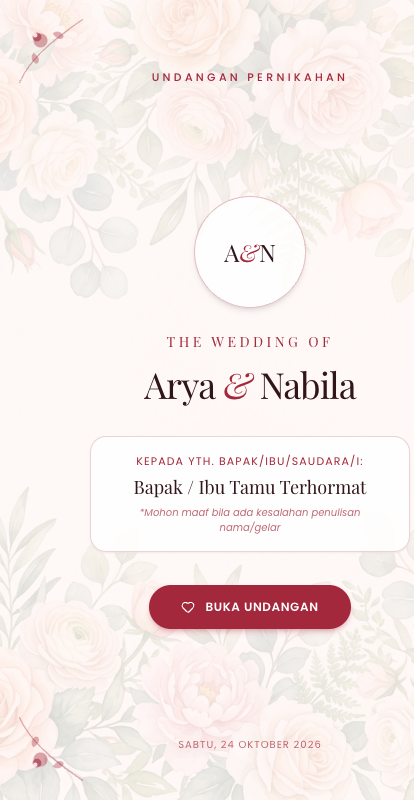 UNDANGAN PERNIKAHAN
A&N
THE WEDDING OF
Arya & Nabila
KEPADA YTH. BAPAK/IBU/SAUDARA/I:
Bapak / Ibu Tamu Terhormat
*Mohon maaf bila ada kesalahan penulisan
nama/gelar
BUKA UNDANGAN
SABTU, 24 OKTOBER 2026